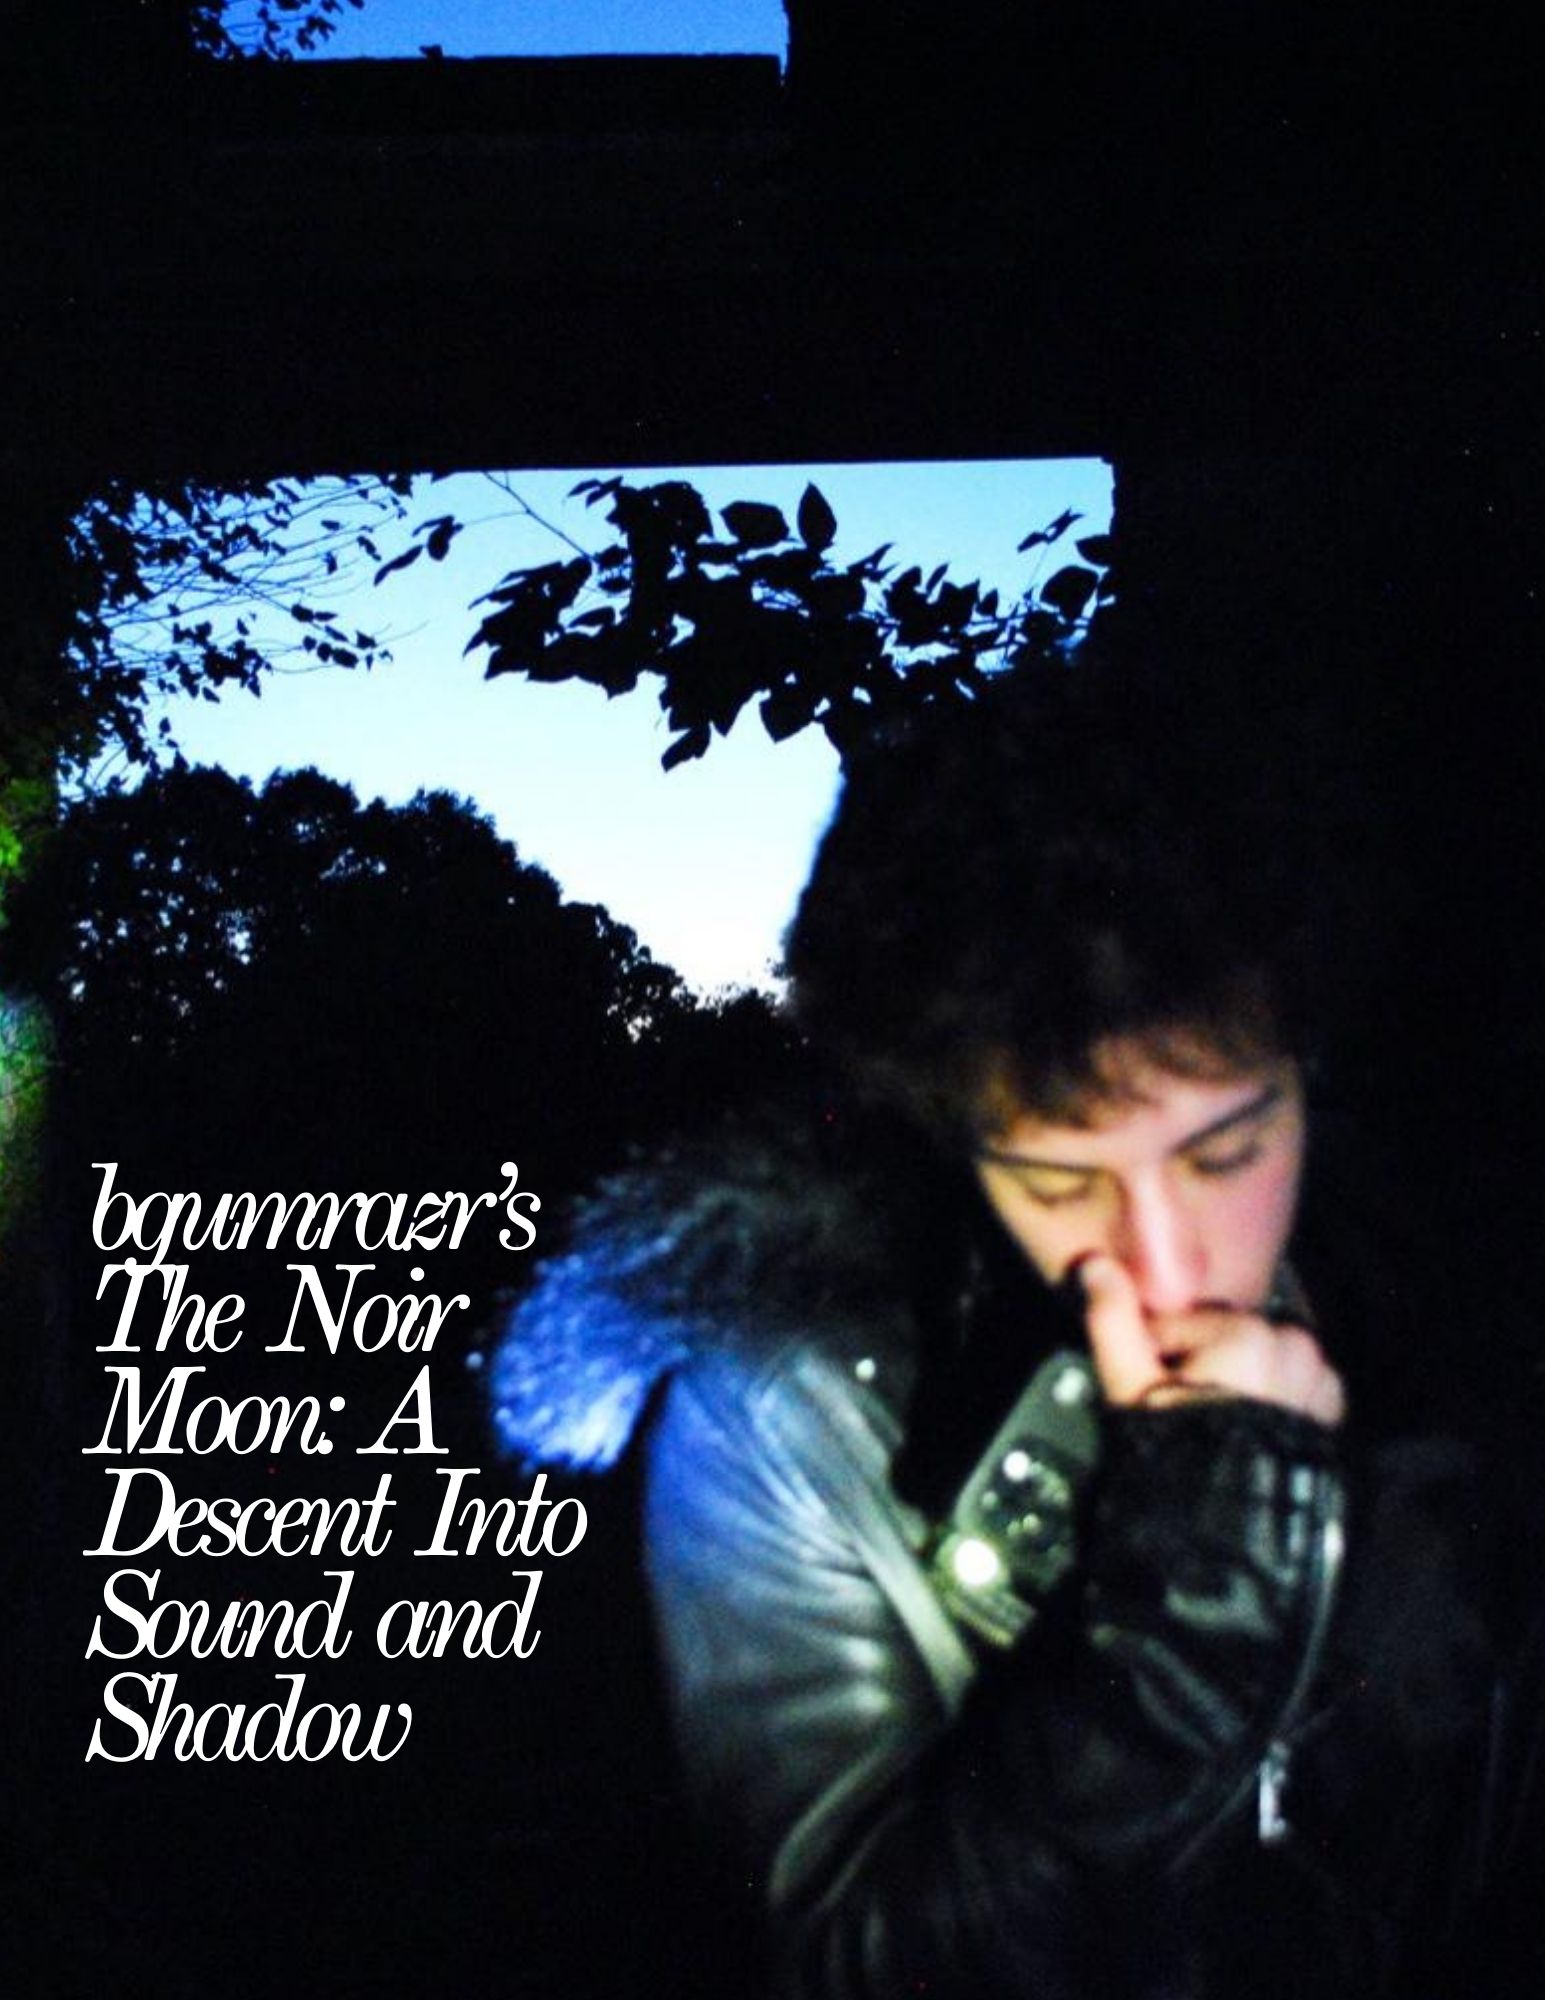 bgumrazr’s
The Noir
Moon: A
Descent Into
Sound and
Shadow